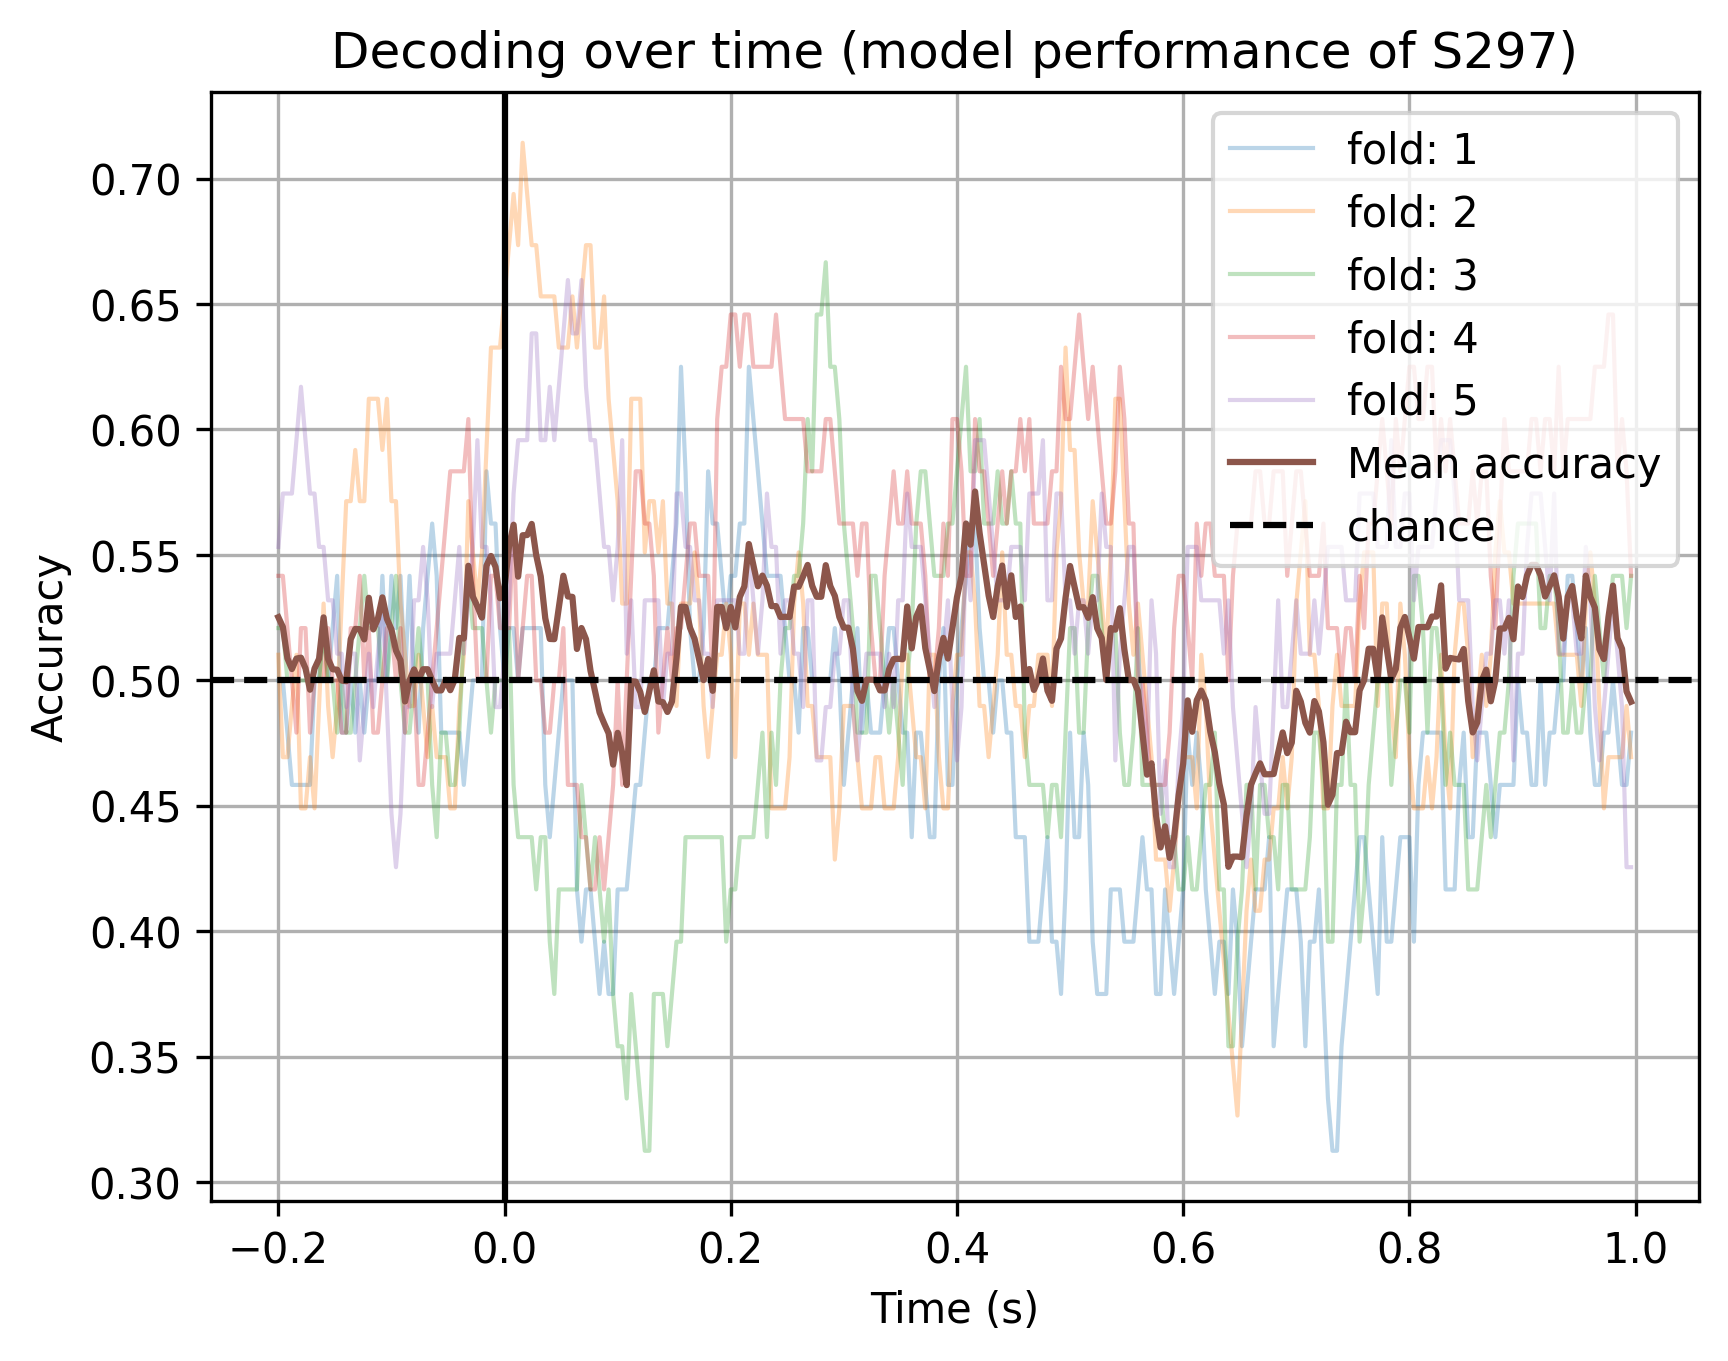 Decoding over time (model performance of S297)
fold: 1
fold: 2
fold: 3
fold: 4
fold: 5
Mean accuracy
chance
Accuracy
0.70
0.65
0.60
0.55
0.50
0.45
0.40
0.35
0.30
−0.2 0.0 0.2 0.4 0.6 0.8 1.0
Time (s)